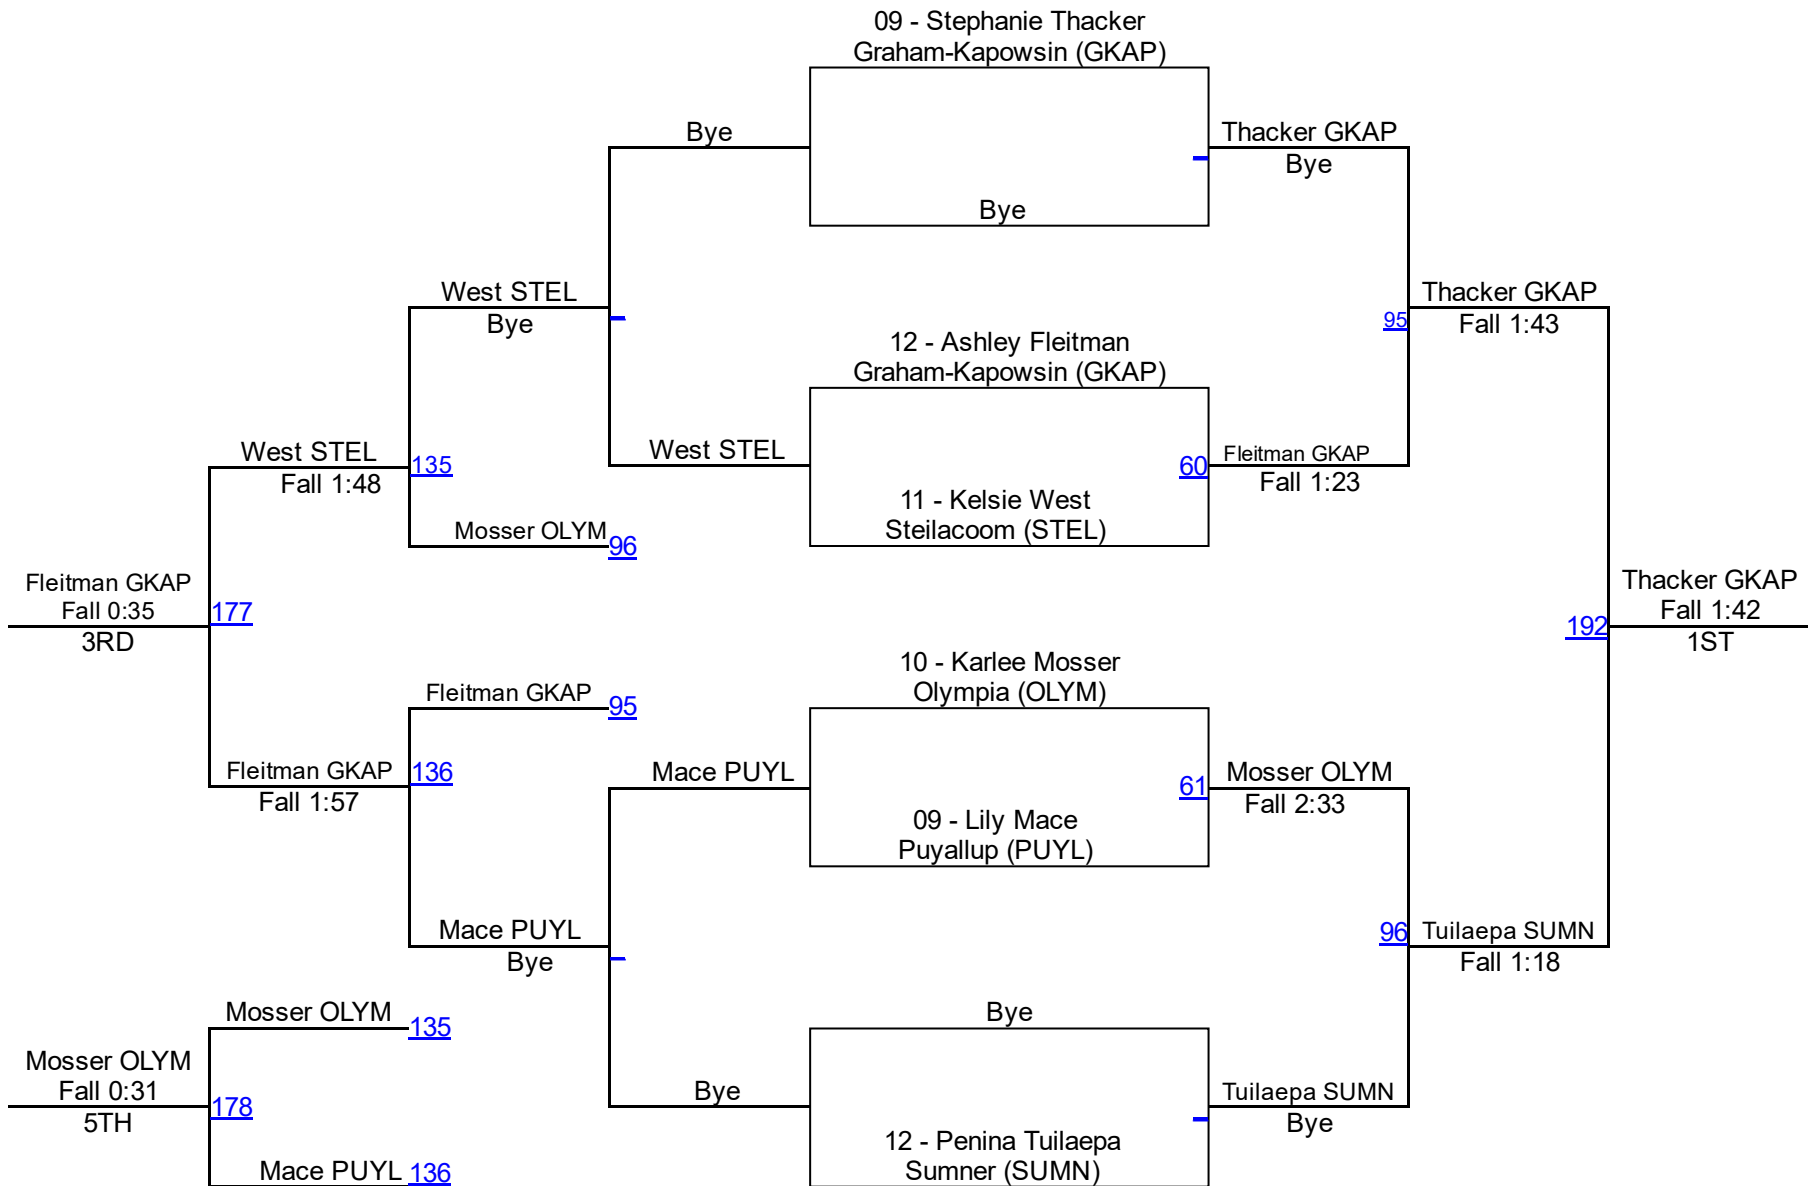 09 - Stephanie Thacker
Graham-Kapowsin (GKAP)
Bye
Thacker GKAP
Bye
Bye
West STEL
Bye
Thacker GKAP
95
Fall 1:43
12 - Ashley Fleitman
Graham-Kapowsin (GKAP)
West STEL
135
Fall 1:48
West STEL
60
Fleitman GKAP
Fall 1:23
11 - Kelsie West
Steilacoom (STEL)
Mosser OLYM
96
Fleitman GKAP
Fall 0:35
177
3RD
Thacker GKAP
Fall 1:42
192
1ST
10 - Karlee Mosser
Olympia (OLYM)
Fleitman GKAP
95
Fleitman GKAP
136
Fall 1:57
Mace PUYL
61
Mosser OLYM
Fall 2:33
09 - Lily Mace
Puyallup (PUYL)
Mace PUYL
Bye
96
Tuilaepa SUMN
Fall 1:18
Mosser OLYM
135
Bye
Mosser OLYM
Fall 0:31
178
5TH
Bye
Tuilaepa SUMN
Bye
12 - Penina Tuilaepa
Sumner (SUMN)
Mace PUYL
136